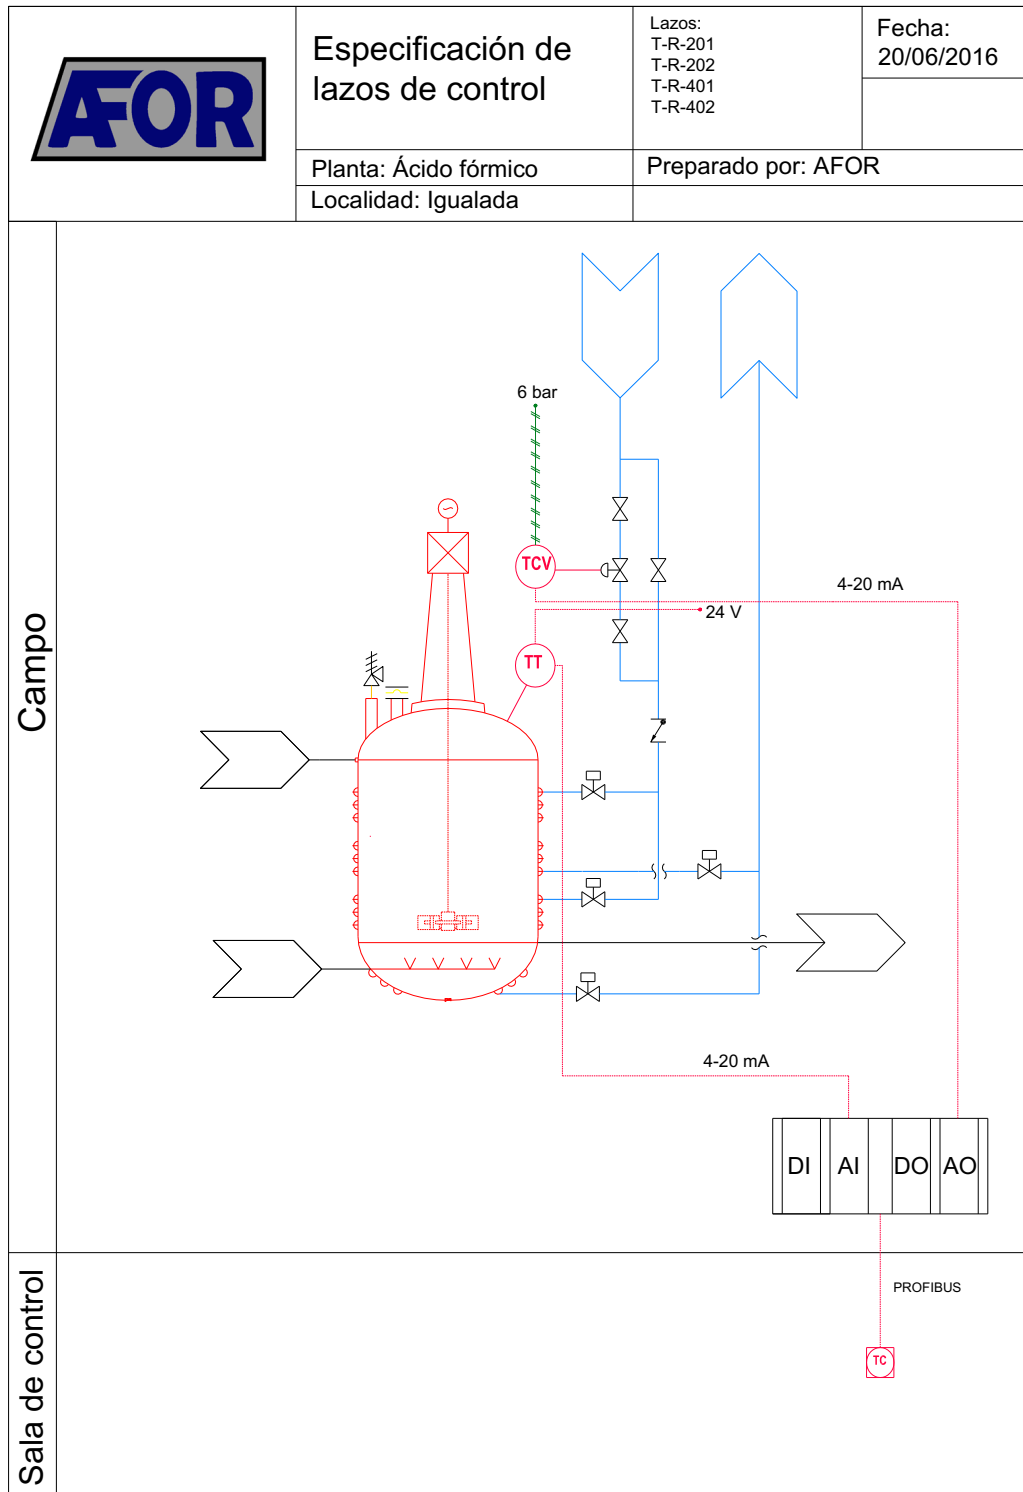 AFOR
Especificación de
lazos de control
Lazos:
T-R-201
T-R-202
T-R-401
T-R-402
Fecha:
20/06/2016
Planta: Ácido fórmico
Preparado por: AFOR
Localidad: Igualada
Campo
6 bar
TCV
4-20 mA
24 V
TT
4-20 mA
DI
AI
DO
AO
Sala de control
PROFIBUS
TC